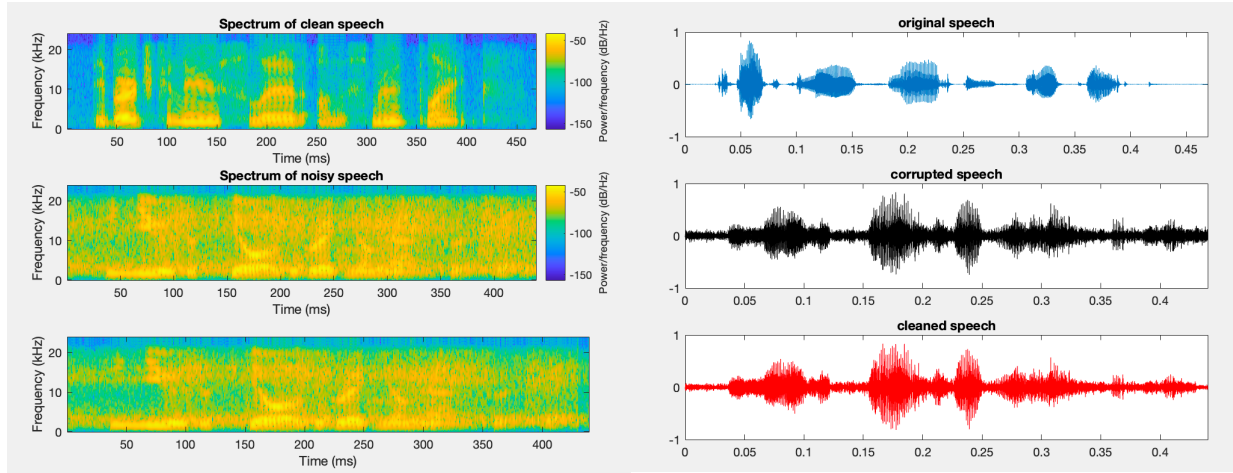 Spectrum of clean speech
Frequency (kHz)
20
10
0
50 100 150 200 250 300 350 400 450
Time (ms)
-50
-100
-150
Power/frequency (dB/Hz)
Spectrum of noisy speech
Frequency (kHz)
20
10
0
50 100 150 200 250 300 350 400
Time (ms)
-50
-100
-150
Power/frequency (dB/Hz)
Frequency (kHz)
20
10
0
50 100 150 200 250 300 350 400
Time (ms)
original speech
1
0
-1
0 0.05 0.1 0.15 0.2 0.25 0.3 0.35 0.4 0.45
corrupted speech
1
0
-1
0 0.05 0.1 0.15 0.2 0.25 0.3 0.35 0.4
cleaned speech
1
0
-1
0 0.05 0.1 0.15 0.2 0.25 0.3 0.35 0.4